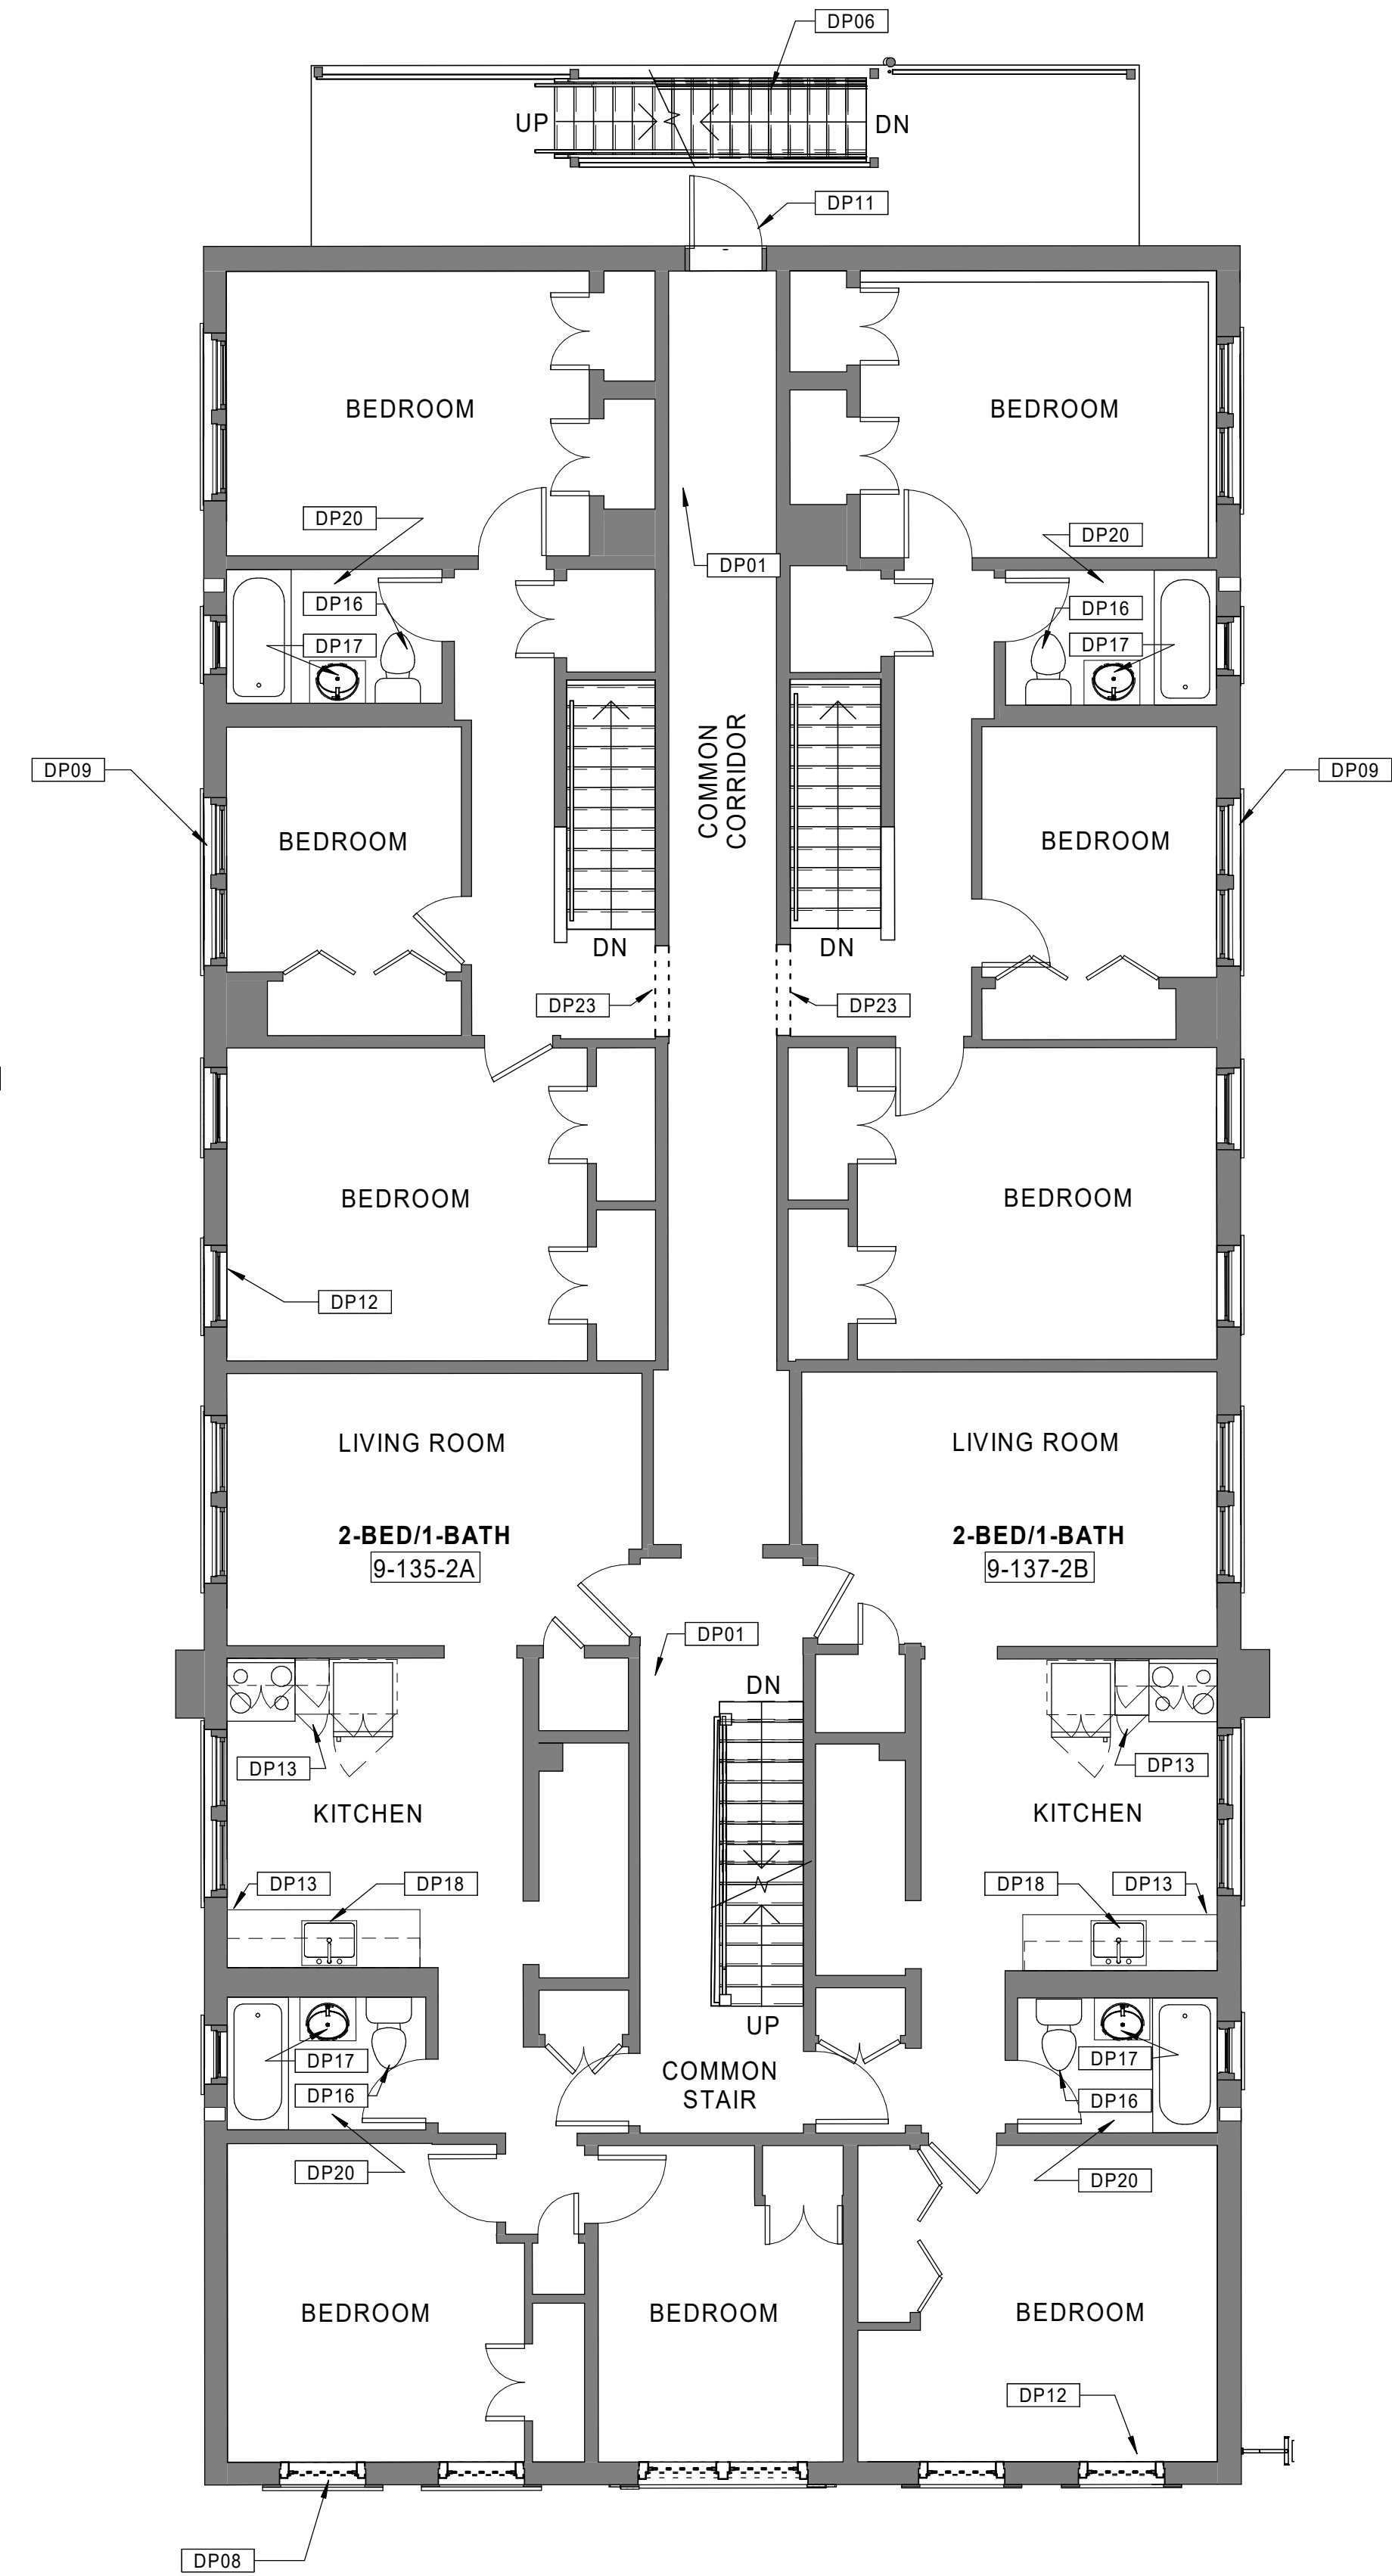 DP06
UP
DN
DP11
BEDROOM
BEDROOM
DP20
DP20
DP01
DP16
DP16
DP17
DP17
COMMON
CORRIDOR
DP09
DP09
BEDROOM
BEDROOM
DN
DN
DP23
DP23
BEDROOM
BEDROOM
DP12
LIVING ROOM
LIVING ROOM
2-BED/1-BATH
2-BED/1-BATH
9-135-2A
9-137-2B
DP01
DN
DP13
DP13
KITCHEN
KITCHEN
DP13
DP18
DP18
DP13
UP
DP17
DP17
COMMON
STAIR
DP16
DP16
DP20
DP20
BEDROOM
BEDROOM
BEDROOM
DP12
DP08